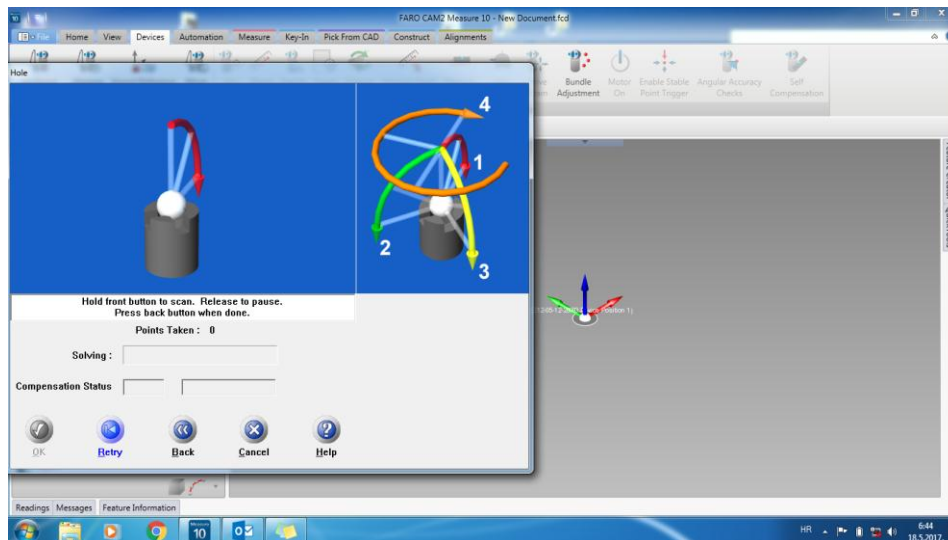 FARO CAM2 Measure 10 - New Document.fcd
File Home View Devices Automation Measure Key-In Pick From CAD Construct Alignments
Bundle Adjustment
Motor On
Enable Stable Point Trigger
Angular Accuracy Checks
Self Compensation
Hole
4
1
2
3
Hold front button to scan. Release to pause.
Press back button when done.
Points Taken : 0
Solving :
Compensation Status
OK Retry Back Cancel Help
Position 1)
Readings Messages Feature Information
10
HR
6:44
18.5.2017.